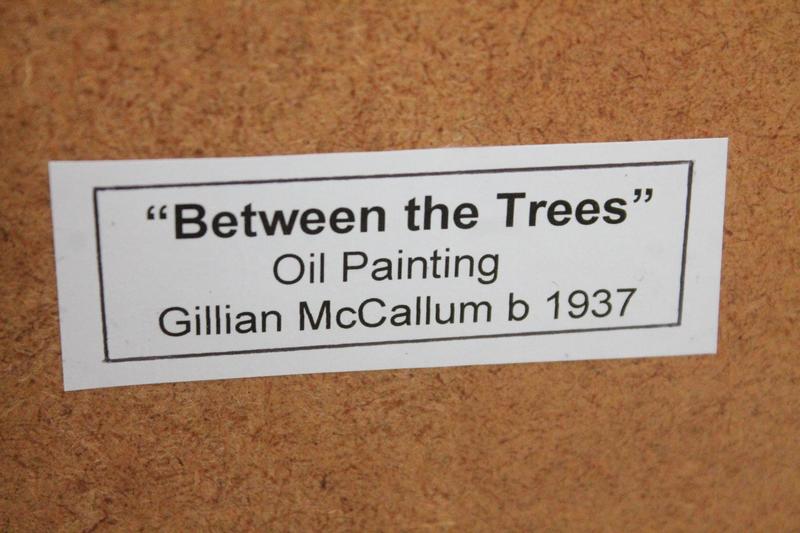 “Between the Trees”
Oil Painting
Gillian McCallum b 1937